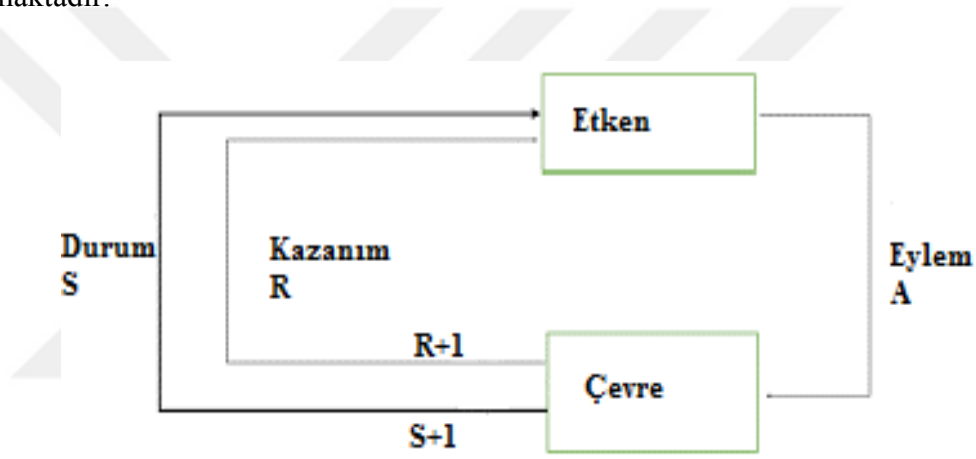 Etken
Durum
S
Kazanım
R
Eylem
A
R+1
Çevre
S+1